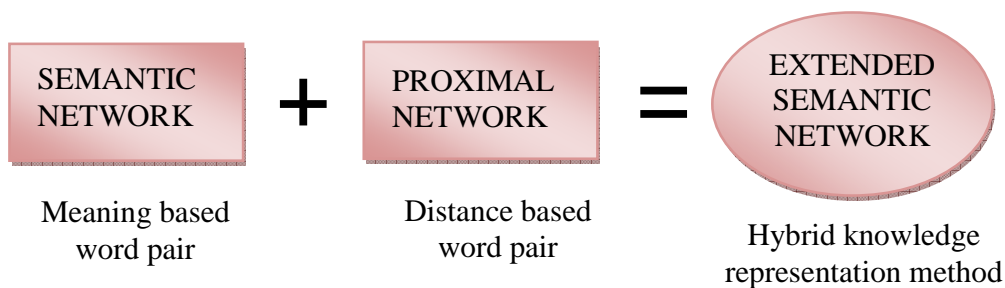 SEMANTIC
NETWORK
+
PROXIMAL
NETWORK
=
EXTENDED
SEMANTIC
NETWORK
Meaning based
word pair
Distance based
word pair
Hybrid knowledge
representation method